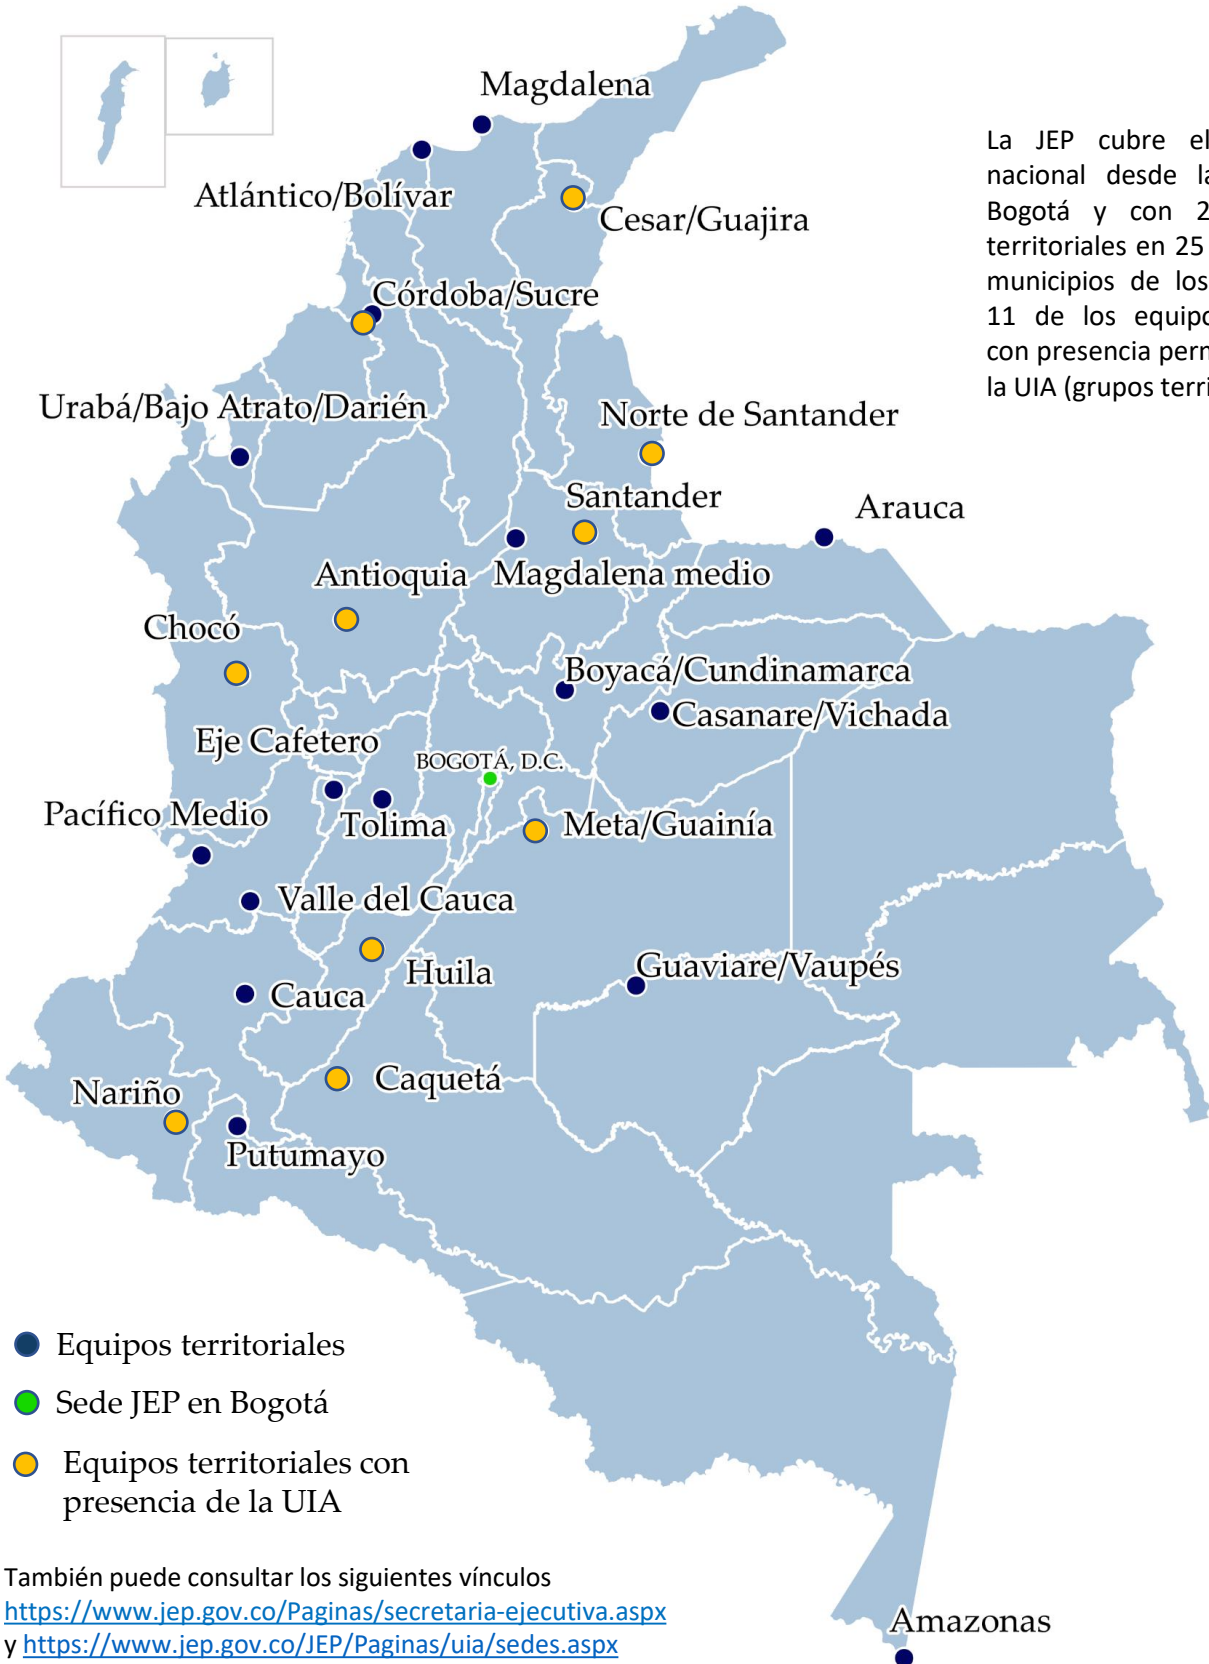 Magdalena
Atlántico/Bolívar
Cesar/Guajira
Córdoba/Sucre
Urabá/Bajo Atrato/Darién
Norte de Santander
Santander
Arauca
Antioquia
Magdalena medio
Chocó
Boyacá/Cundinamarca
Casanare/Vichada
Eje Cafetero
BOGOTÁ, D.C.
Pacífico Medio
Tolima
Meta/Guainía
Valle del Cauca
Huila
Guaviare/Vaupés
Cauca
Caquetá
Nariño
Putumayo
Amazonas
La JEP cubre el
nacional desde la
Bogotá y con 2
territoriales en 25
municipios de los
11 de los equipo
con presencia pern
la UIA (grupos terri
Equipos territoriales
Sede JEP en Bogotá
Equipos territoriales con
presencia de la UIA
También puede consultar los siguientes vínculos
https://www.jep.gov.co/Paginas/secretaria-ejecutiva.aspx
y https://www.jep.gov.co/JEP/Paginas/uia/sedes.aspx